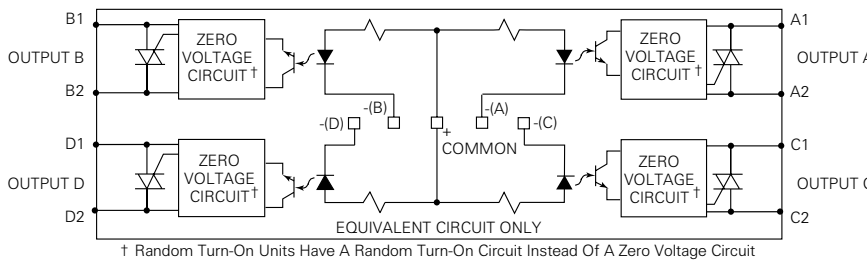 B1
OUTPUT B
B2
ZERO
VOLTAGE
CIRCUIT †
ZERO
VOLTAGE
CIRCUIT †
A1
OUTPUT A
A2
-(D)
-(B)
+
COMMON
-(A)
-(C)
D1
OUTPUT D
D2
ZERO
VOLTAGE
CIRCUIT †
ZERO
VOLTAGE
CIRCUIT †
C1
OUTPUT
C2
EQUIVALENT CIRCUIT ONLY
† Random Turn-On Units Have A Random Turn-On Circuit Instead Of A Zero Voltage Circuit